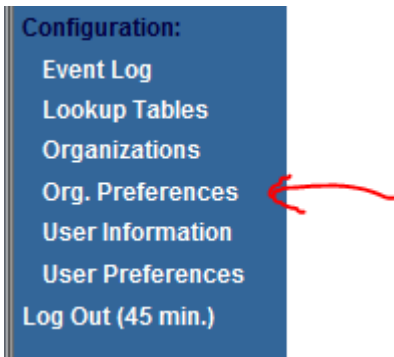 Configuration:
Event Log
Lookup Tables
Organizations
Org. Preferences
User Information
User Preferences
Log Out (45 min.)